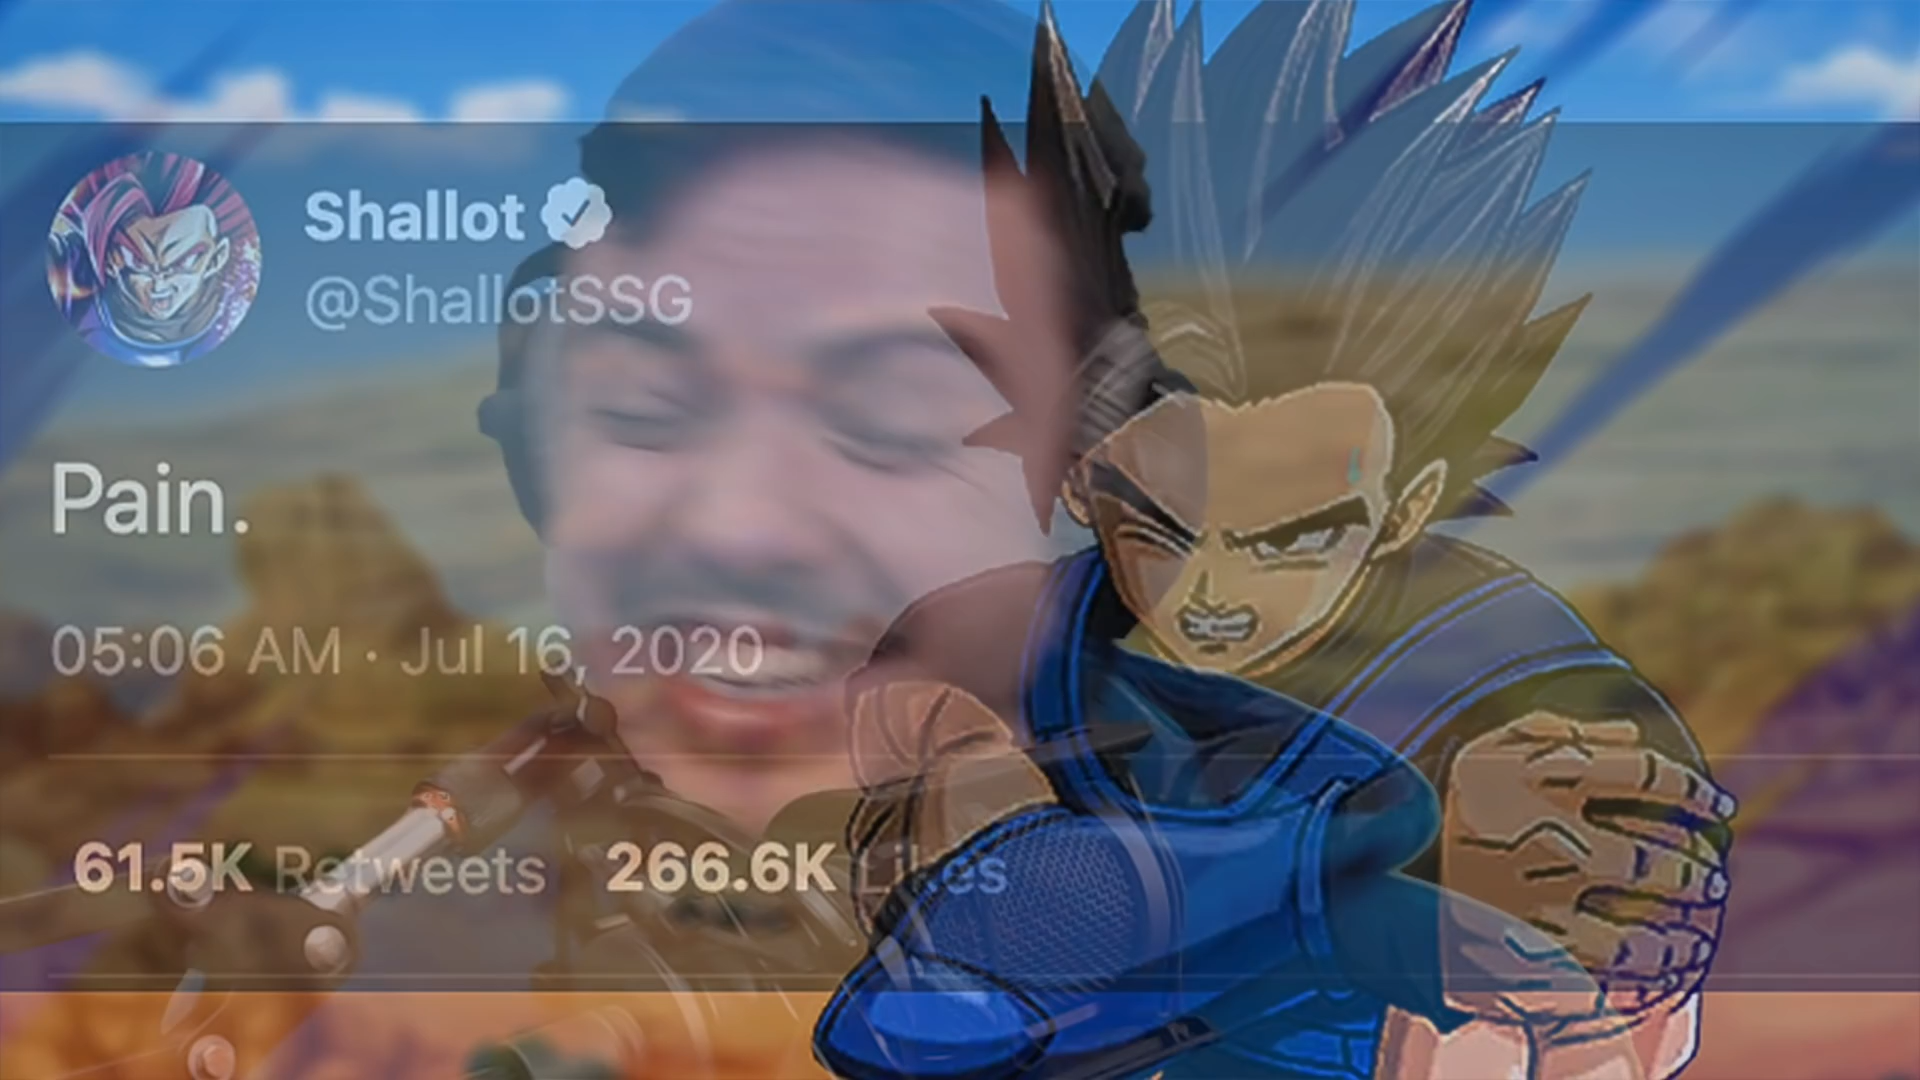 Shallot
@ShallotSSG
Pain.
05:06 AM · Jul 16, 2020
61.5K Retweets 266.6K Likes